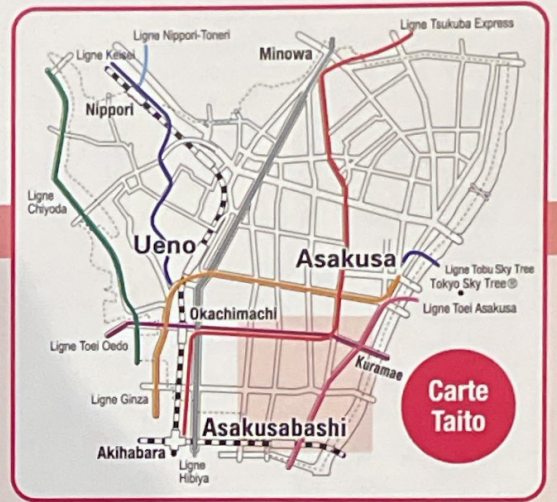 Ligne Tsukuba Express
Ligne Nippori-Toneri
Ligne Keisei
Minowa
Nippori
Ligne
Chiyoda
Ueno
Asakusa
Ligne Tobu Sky Tree
Tokyo Sky Tree®
Ligne Toei Asakusa
Okachimachi
Ligne Toei Oedo
Kuramae
Carte
Taito
Ligne Ginza
Asakusabashi
Akihabara
Ligne
Hibiya